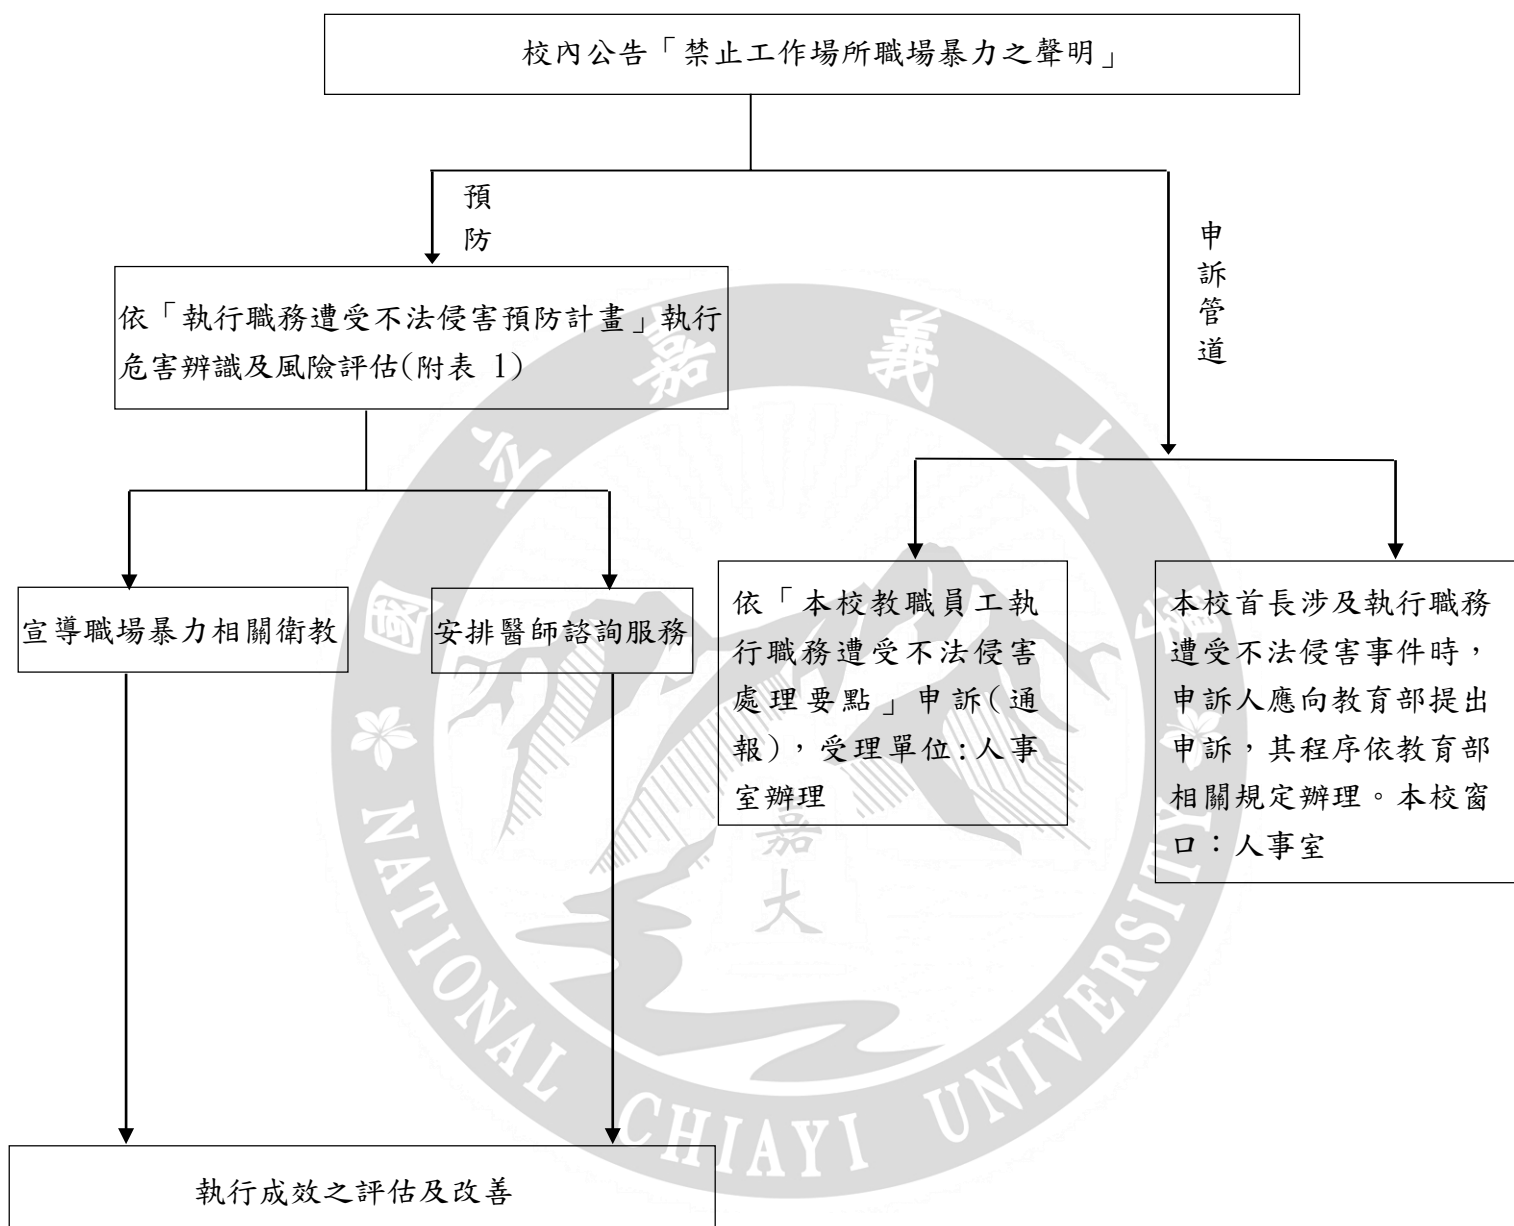 校內公告「禁止工作場所職場暴力之聲明」
預
防
申
訴
管
道
依「執行職務遭受不法侵害預防計畫」執行
危害辨識及風險評估(附表 1)
宣導職場暴力相關衛教
安排醫師諮詢服務
依「本校教職員工執
行職務遭受不法侵害
處理要點」申訴(通
報)，受理單位:人事
室辦理
本校首長涉及執行職務
遭受不法侵害事件時，
申訴人應向教育部提出
申訴，其程序依教育部
相關規定辦理。本校窗
口：人事室
執行成效之評估及改善
國立嘉義大學
嘉
大
NATIONAL CHIAYI UNIVERSITY